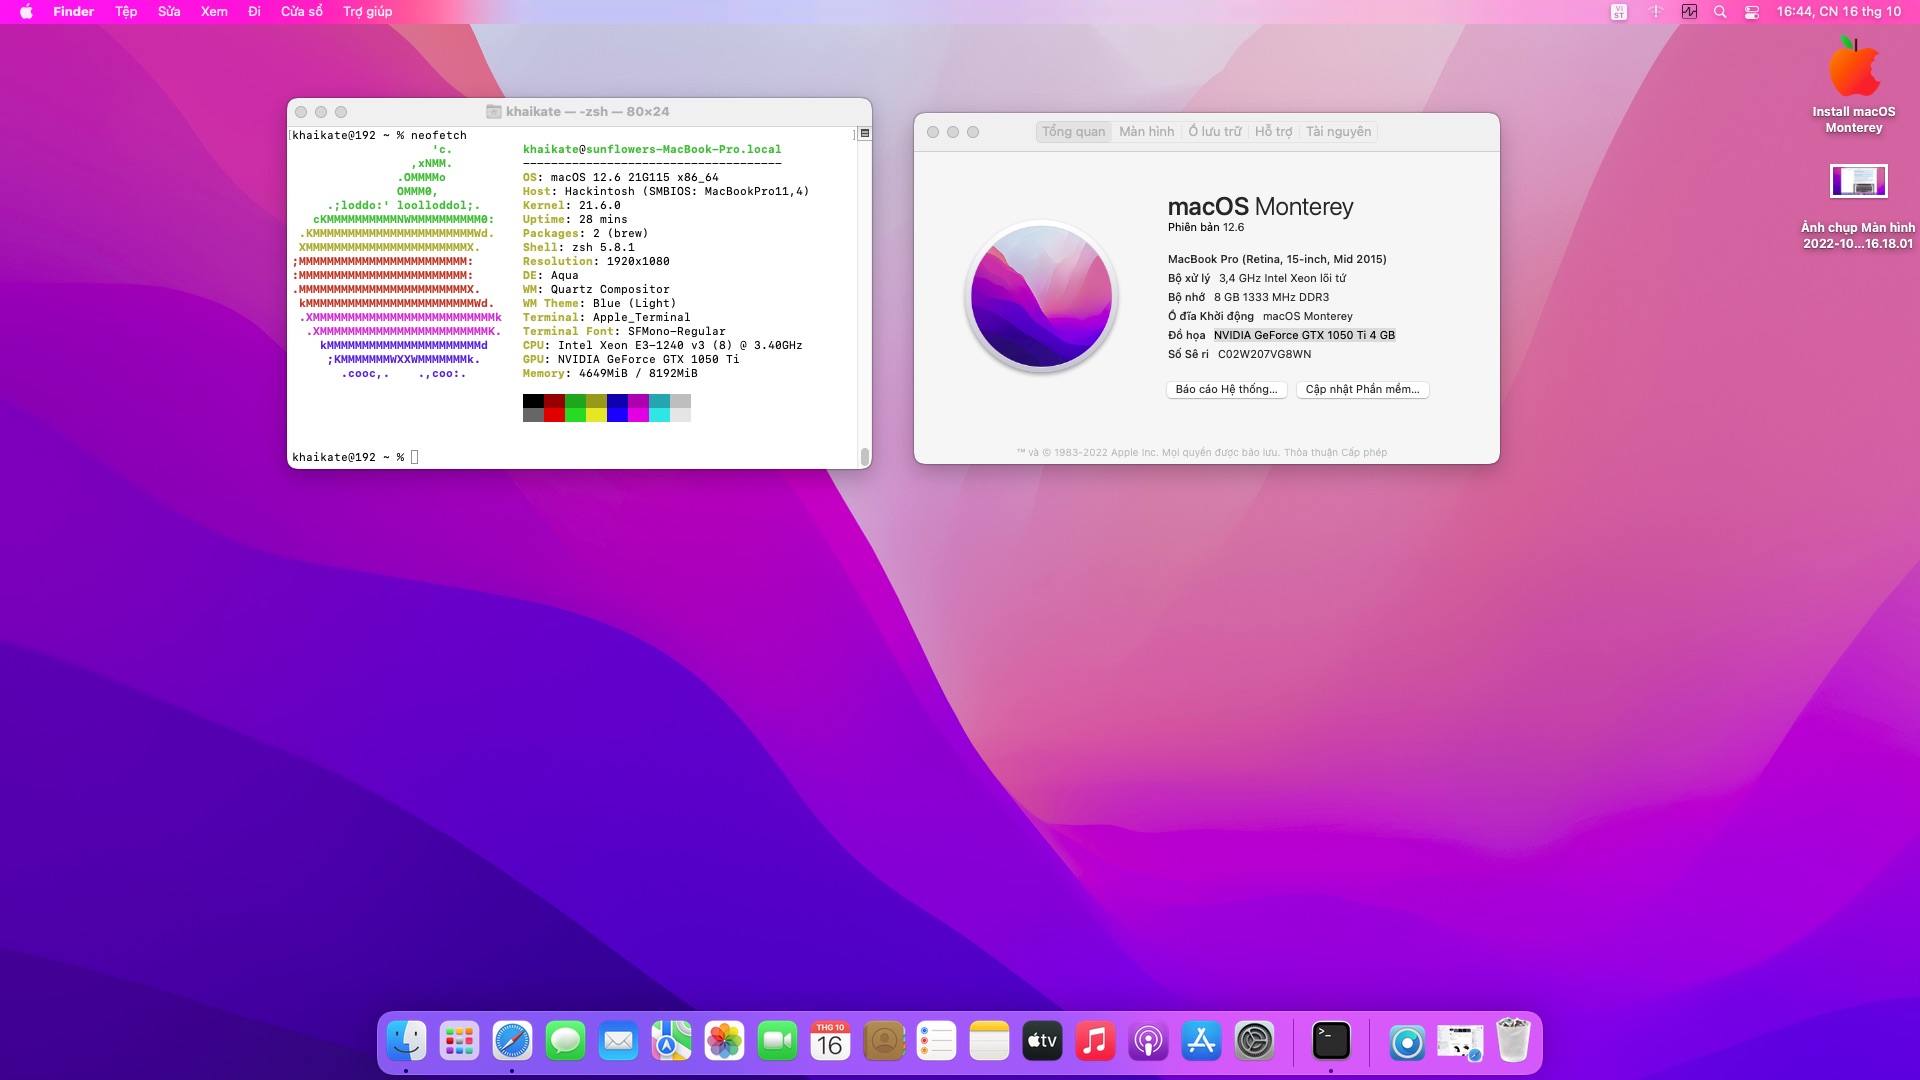 Finder Tệp Sửa Xem Đi Cửa sổ Trợ giúp
VI
ST
16:44, CN 16 thg 10
Install macOS
Monterey
Ảnh chụp Màn hình
2022-10...16.18.01
khaikate — -zsh — 80×24
[khaikate@192 ~ % neofetch ]
'c.
,xNMM.
.OMMMMo
OMMM0,
.;loddo:' loolloddol;.
cKMMMMMMMMMMNWMMMMMMMMMM0:
.KMMMMMMMMMMMMMMMMMMMMMMMWd.
XMMMMMMMMMMMMMMMMMMMMMMMX.
;MMMMMMMMMMMMMMMMMMMMMMMM:
:MMMMMMMMMMMMMMMMMMMMMMMM:
.MMMMMMMMMMMMMMMMMMMMMMMMX.
kMMMMMMMMMMMMMMMMMMMMMMMMWd.
.XMMMMMMMMMMMMMMMMMMMMMMMMMMk
.XMMMMMMMMMMMMMMMMMMMMMMMMK.
kMMMMMMMMMMMMMMMMMMMMMMd
;KMMMMMMMWXXWMMMMMMMk.
.cooc,. .,coo:.
khaikate@sunflowers-MacBook-Pro.local
-------------------------------------
OS: macOS 12.6 21G115 x86_64
Host: Hackintosh (SMBIOS: MacBookPro11,4)
Kernel: 21.6.0
Uptime: 28 mins
Packages: 2 (brew)
Shell: zsh 5.8.1
Resolution: 1920x1080
DE: Aqua
WM: Quartz Compositor
WM Theme: Blue (Light)
Terminal: Apple_Terminal
Terminal Font: SFMono-Regular
CPU: Intel Xeon E3-1240 v3 (8) @ 3.40GHz
GPU: NVIDIA GeForce GTX 1050 Ti
Memory: 4649MiB / 8192MiB
khaikate@192 ~ %
Tổng quan Màn hình Ổ lưu trữ Hỗ trợ Tài nguyên
macOS Monterey
Phiên bản 12.6
MacBook Pro (Retina, 15-inch, Mid 2015)
Bộ xử lý 3,4 GHz Intel Xeon lõi tứ
Bộ nhớ 8 GB 1333 MHz DDR3
Ổ đĩa Khởi động macOS Monterey
Đồ họa NVIDIA GeForce GTX 1050 Ti 4 GB
Số Sê ri C02W207VG8WN
Báo cáo Hệ thống... Cập nhật Phần mềm...
™ và © 1983-2022 Apple Inc. Mọi quyền được bảo lưu. Thỏa thuận Cấp phép
THG 10
16
tv
>_